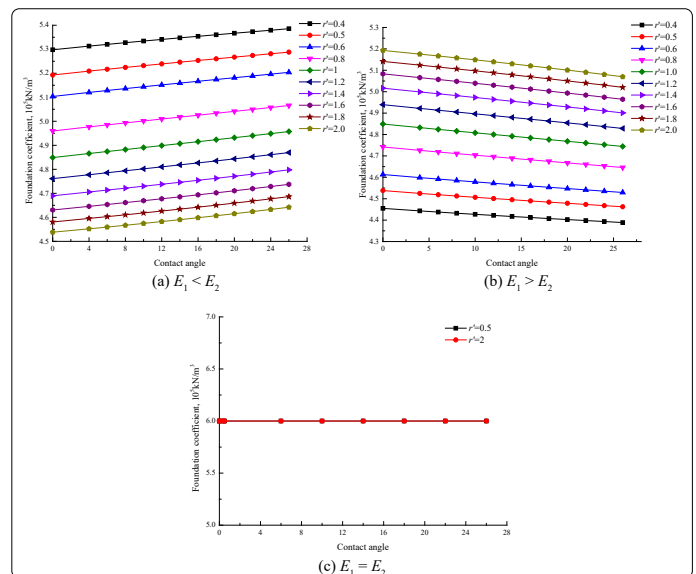 5.4
5.3
5.2
5.1
5.0
4.9
4.8
4.7
4.6
4.5
Foundation coefficient, 10⁵kN/m³
0 4 8 12 16 20 24 28
Contact angle
r'=0.4
r'=0.5
r'=0.6
r'=0.8
r'=1
r'=1.2
r'=1.4
r'=1.6
r'=1.8
r'=2.0
(a) E₁ < E₂
5.3
5.2
5.1
5.0
4.9
4.8
4.7
4.6
4.5
4.4
4.3
Foundation coefficient, 10⁵kN/m³
0 5 10 15 20 25
Contact angle
r'=0.4
r'=0.5
r'=0.6
r'=0.8
r'=1.0
r'=1.2
r'=1.4
r'=1.6
r'=1.8
r'=2.0
(b) E₁ > E₂
7.0
6.5
6.0
5.5
5.0
Foundation coefficient, 10⁵kN/m³
0 4 8 12 16 20 24 28
Contact angle
r'=0.5
r'=2
(c) E₁ = E₂